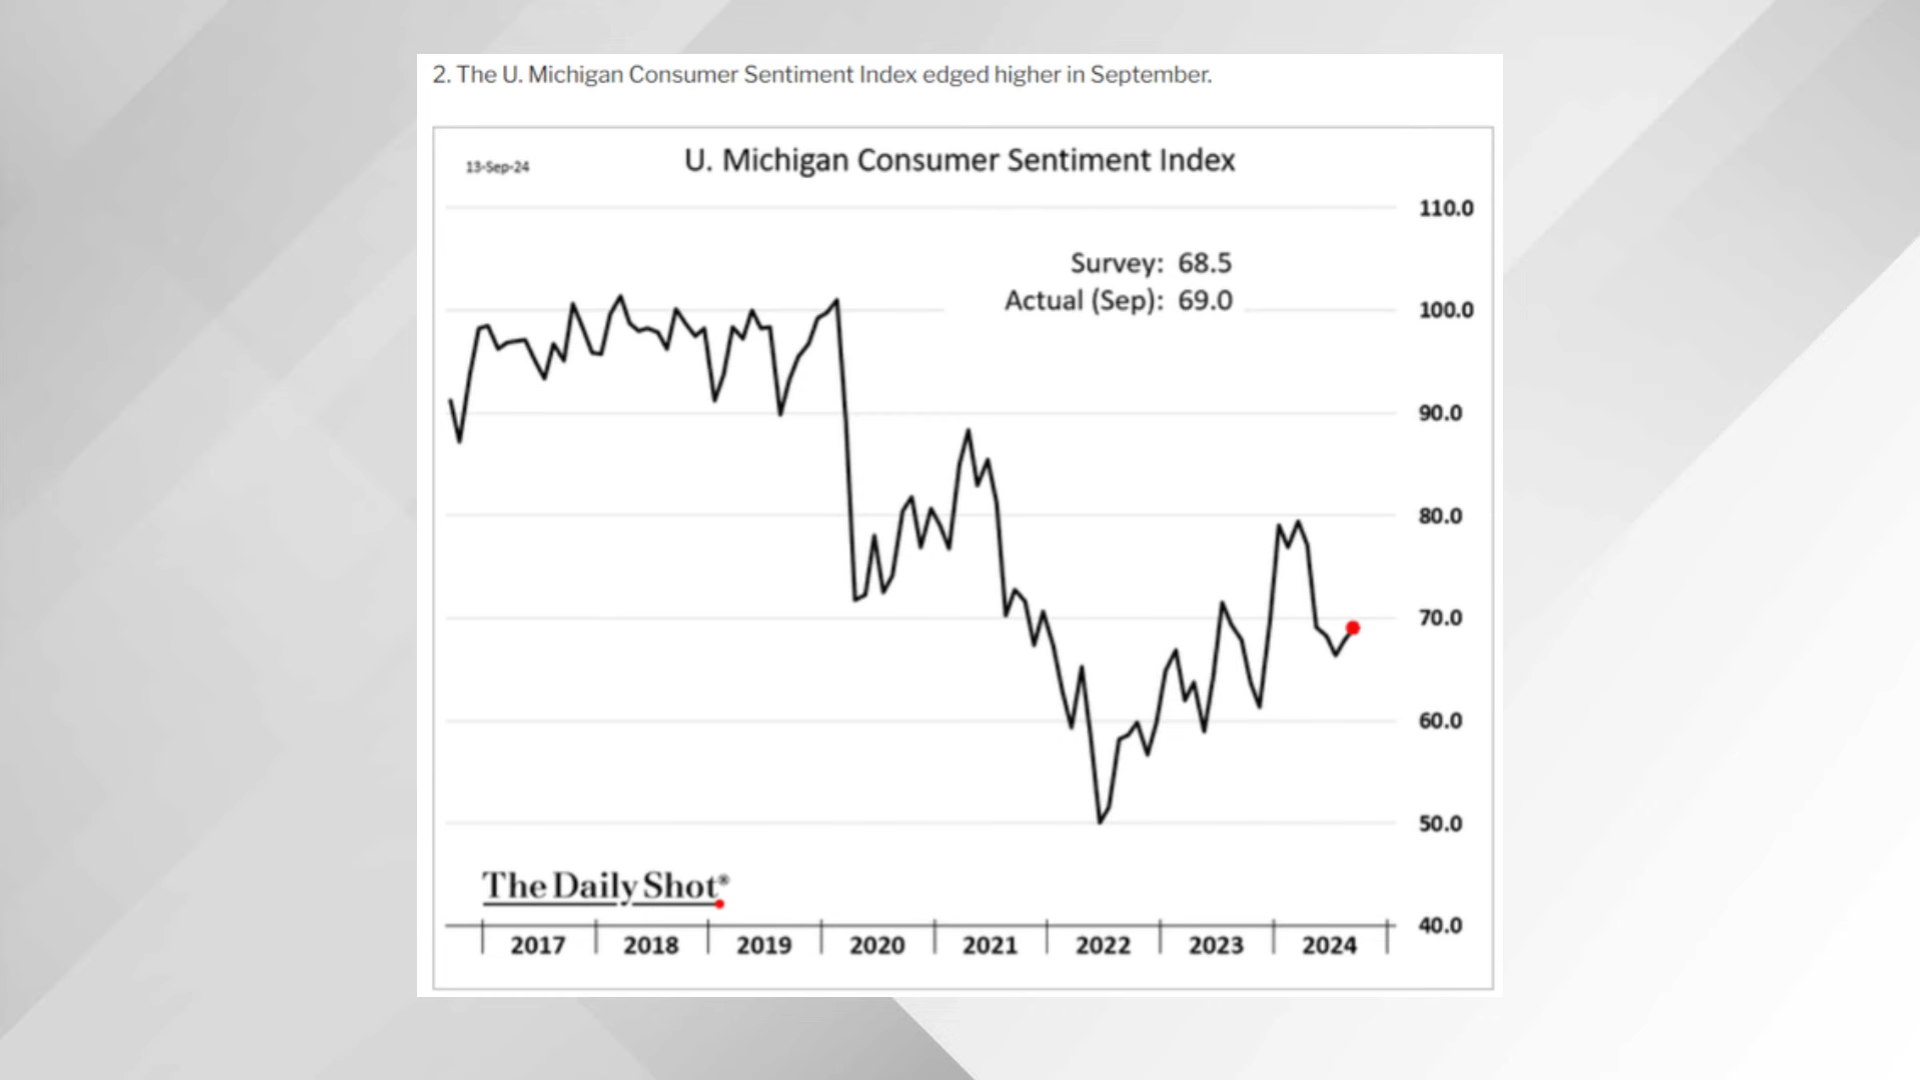 2. The U. Michigan Consumer Sentiment Index edged higher in September.
13-Sep-24
U. Michigan Consumer Sentiment Index
110.0
Survey: 68.5
Actual (Sep): 69.0
100.0
90.0
80.0
70.0
60.0
50.0
The Daily Shot®
40.0
2017 2018 2019 2020 2021 2022 2023 2024